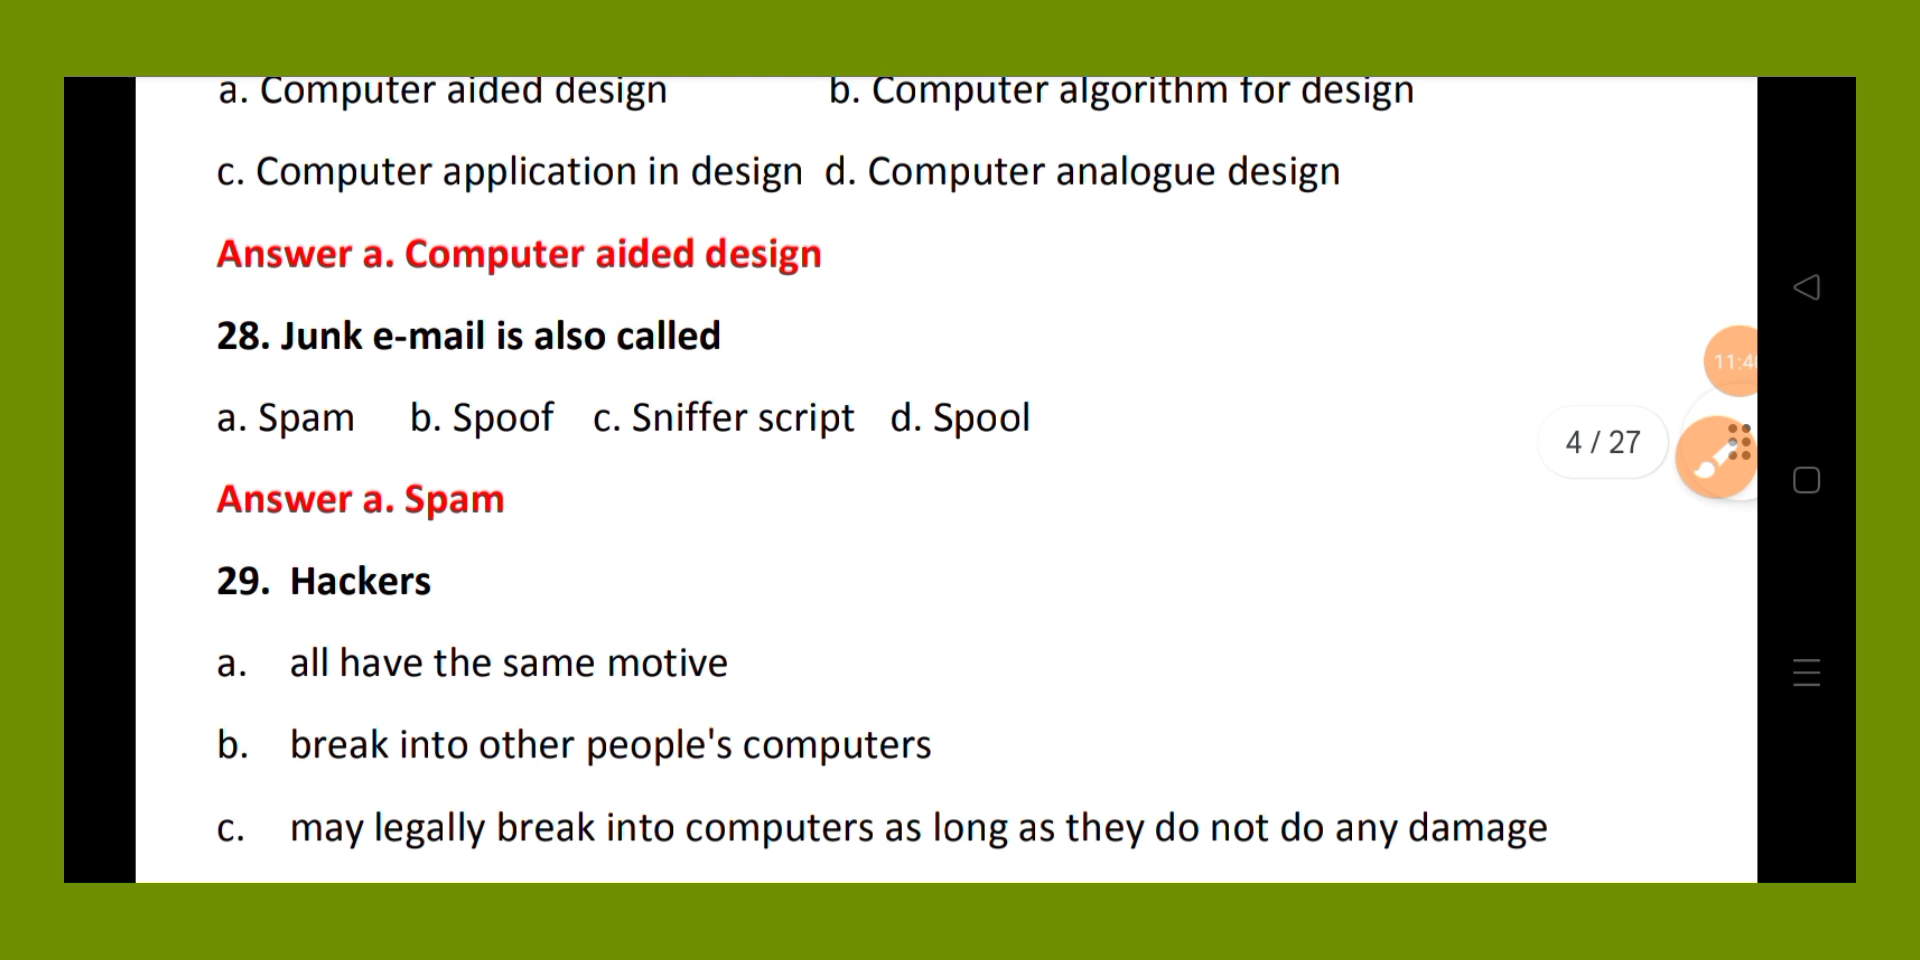 a. Computer aided design b. Computer algorithm for design
c. Computer application in design d. Computer analogue design
Answer a. Computer aided design
28. Junk e-mail is also called
a. Spam b. Spoof c. Sniffer script d. Spool
Answer a. Spam
29. Hackers
a. all have the same motive
b. break into other people's computers
c. may legally break into computers as long as they do not do any damage
4 / 27